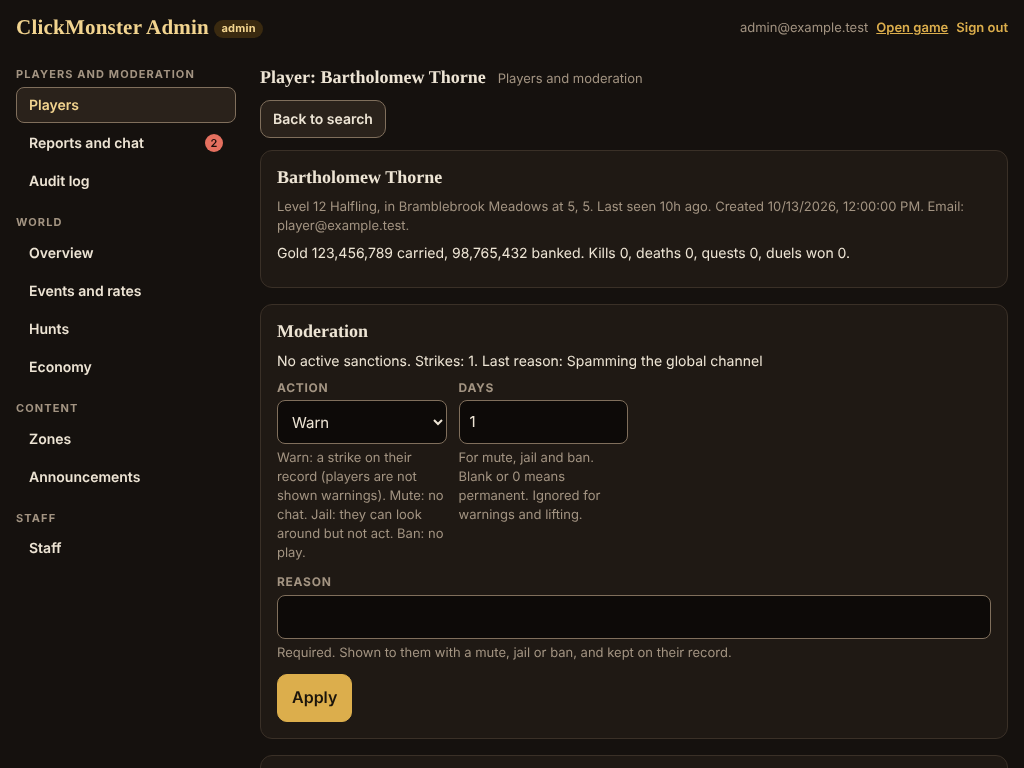 ClickMonster Admin admin
admin@example.test Open game Sign out
PLAYERS AND MODERATION
Players
Reports and chat 2
Audit log
WORLD
Overview
Events and rates
Hunts
Economy
CONTENT
Zones
Announcements
STAFF
Staff
Player: Bartholomew Thorne Players and moderation
Back to search
Bartholomew Thorne
Level 12 Halfling, in Bramblebrook Meadows at 5, 5. Last seen 10h ago. Created 10/13/2026, 12:00:00 PM. Email:
player@example.test.
Gold 123,456,789 carried, 98,765,432 banked. Kills 0, deaths 0, quests 0, duels won 0.
Moderation
No active sanctions. Strikes: 1. Last reason: Spamming the global channel
ACTION
Warn
Warn: a strike on their
record (players are not
shown warnings). Mute: no
chat. Jail: they can look
around but not act. Ban: no
play.
DAYS
1
For mute, jail and ban.
Blank or 0 means
permanent. Ignored for
warnings and lifting.
REASON
Required. Shown to them with a mute, jail or ban, and kept on their record.
Apply